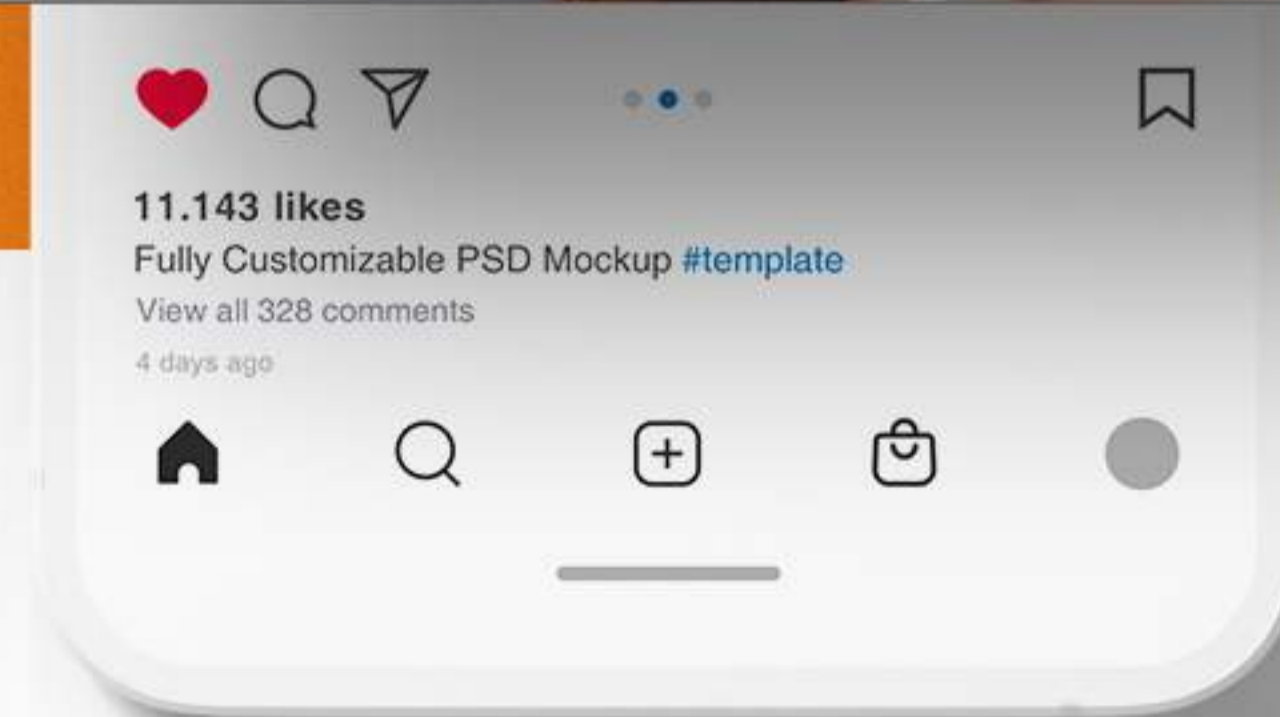 11.143 likes
Fully Customizable PSD Mockup #template
View all 328 comments
4 days ago